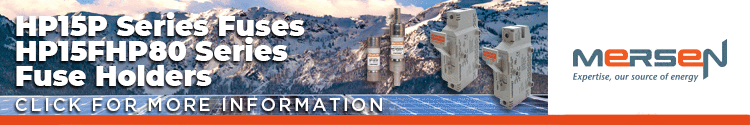 HP15P Series Fuses
HP15FHP80 Series
Fuse Holders
CLICK FOR MORE INFORMATION
MERSEN
Expertise, our source of energy